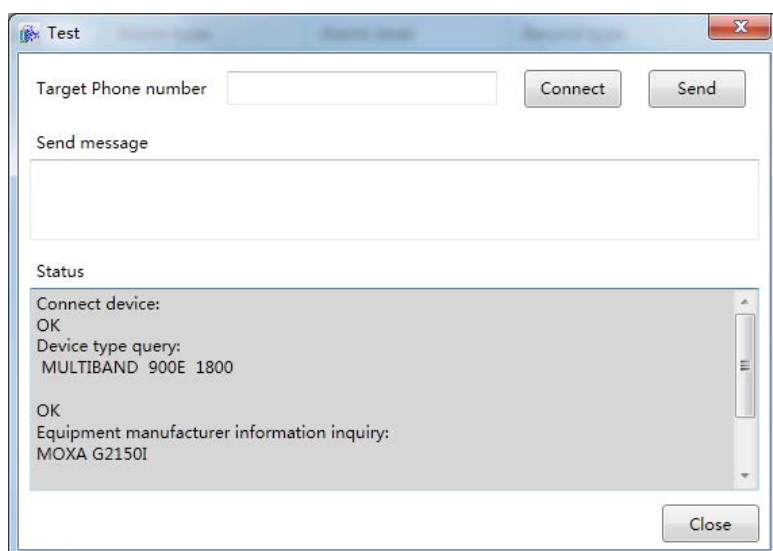 Test
Target Phone number
Connect
Send
Send message
Status
Connect device:
OK
Device type query:
MULTIBAND  900E  1800
OK
Equipment manufacturer information inquiry:
MOXA G2150I
Close